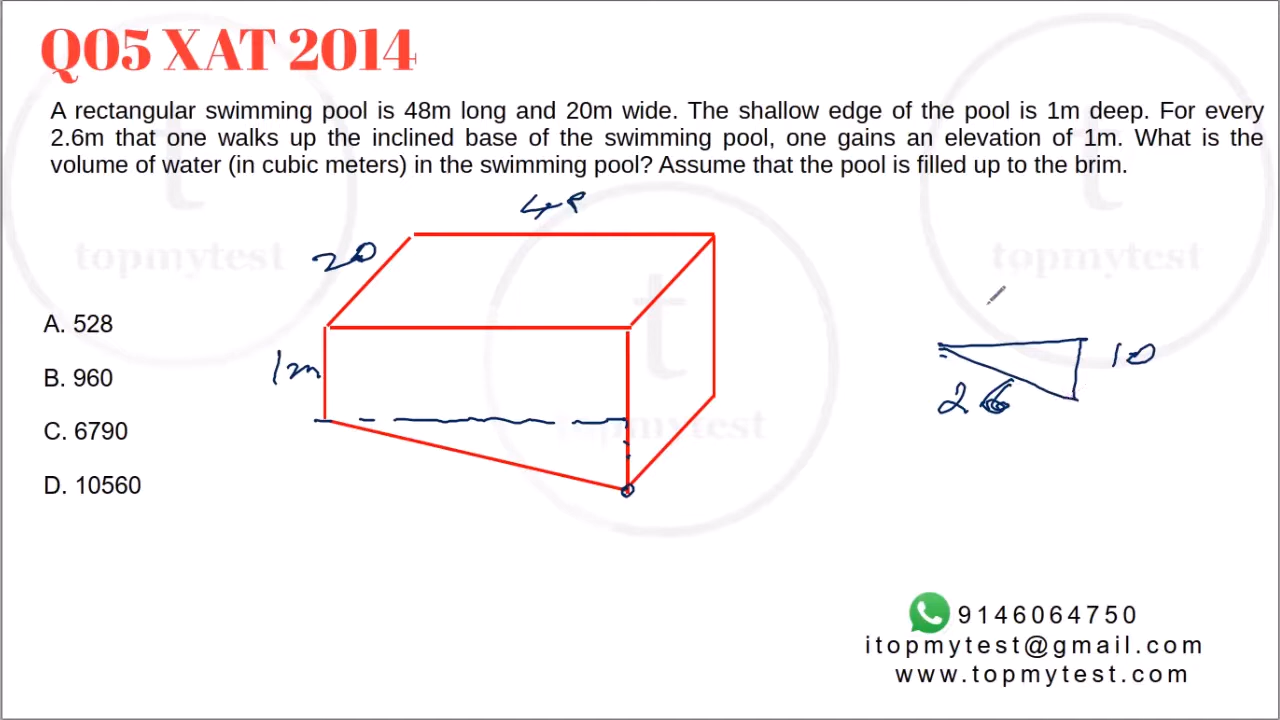 Q05 XAT 2014
A rectangular swimming pool is 48m long and 20m wide. The shallow edge of the pool is 1m deep. For every
2.6m that one walks up the inclined base of the swimming pool, one gains an elevation of 1m. What is the
volume of water (in cubic meters) in the swimming pool? Assume that the pool is filled up to the brim.
48
20
A. 528
1m
10
B. 960
26
C. 6790
D. 10560
t
topmytest
t
topmytest
t
topmytest
9146064750
itopmytest@gmail.com
www.topmytest.com